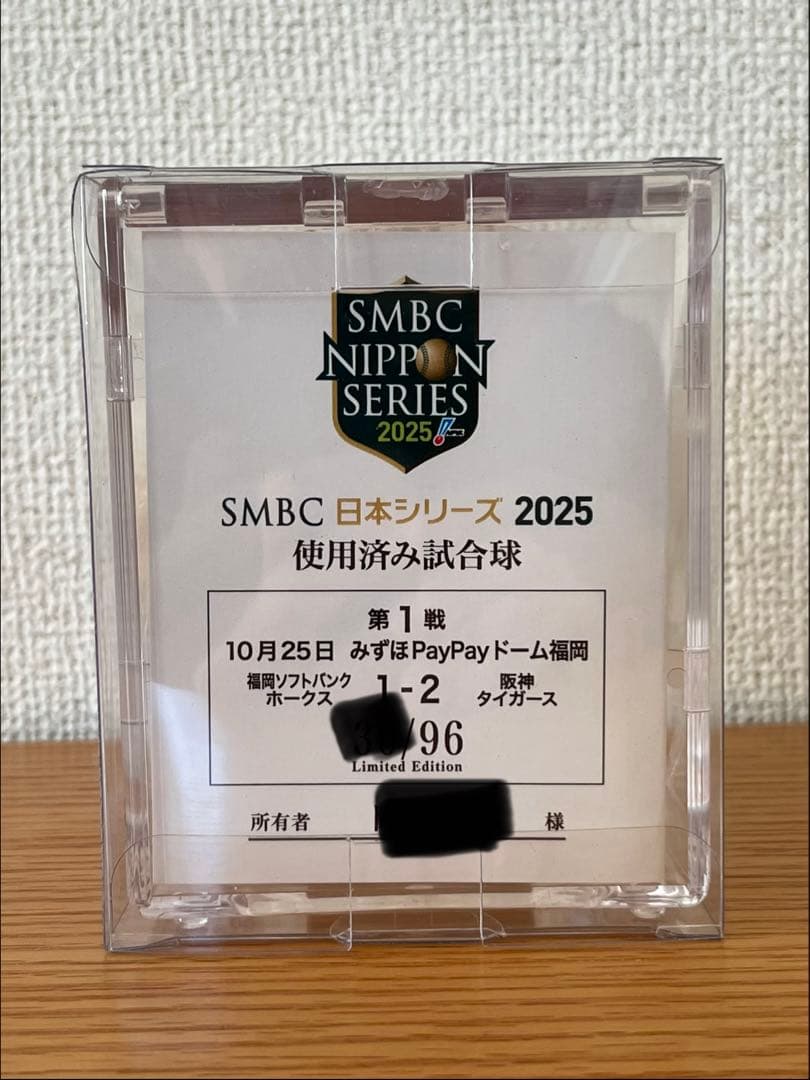 SMBC
NIPPON
SERIES
2025
SMBC 日本シリーズ 2025
使用済み試合球
第1戦
10月25日 みずほPayPayドーム福岡
福岡ソフトバンク
ホークス
1-2
阪神
タイガース
/96
Limited Edition
所有者 様